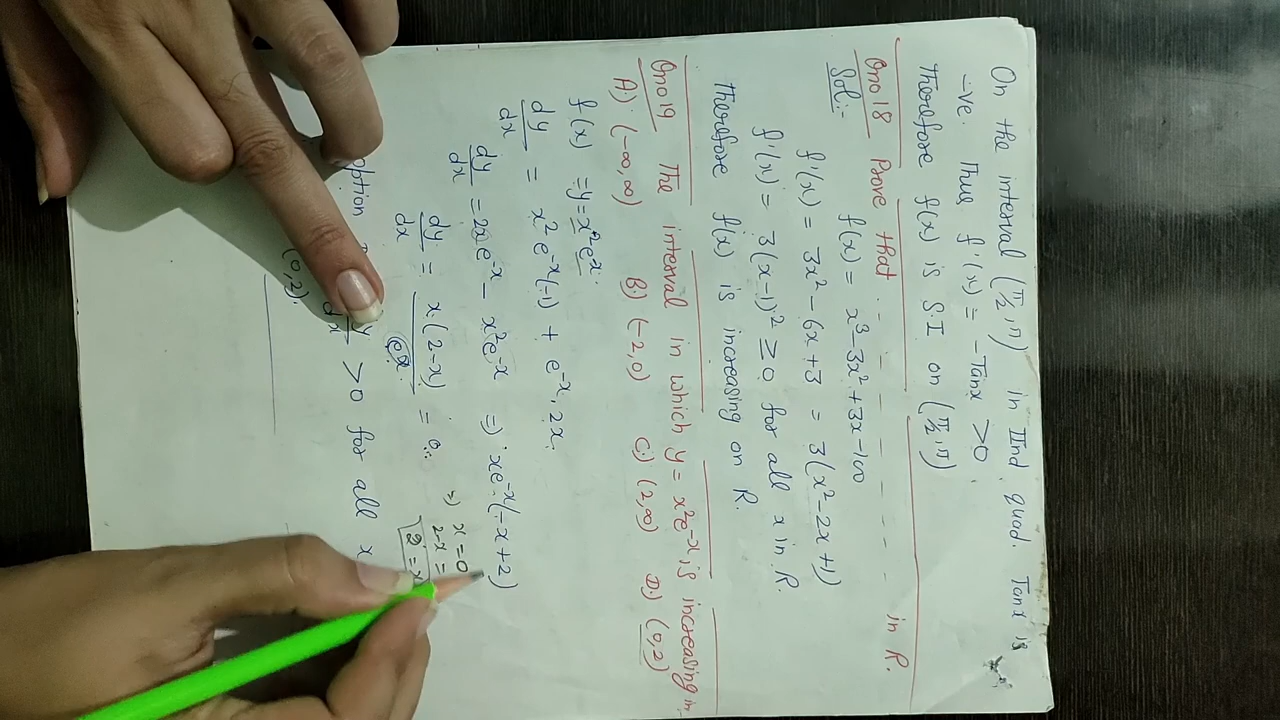 On the interval (π/2, π) in IInd quad. Tanx is
-ve. Thus f'(x) = -Tanx > 0.
Therefore f(x) is S.I on (π/2, π)
Qno 18 Prove that - - - - - - - in R.
Sol:- f(x) = x³-3x²+3x-100
f'(x) = 3x² - 6x + 3 = 3(x² - 2x + 1)
f'(x) = 3(x-1)² ≥ 0 for all x in R.
Therefore f(x) is increasing on R.
Qno 19 The interval in which y = x²e⁻ˣ is increasing in-
A.) (-∞, ∞) B.) (-2, 0) C.) (2, ∞) D.) (0, 2)
f(x) = y = x²e⁻ˣ.
dy/dx = x²e⁻ˣ(-1) + e⁻ˣ. 2x.
dy/dx = 2xe⁻ˣ - x²e⁻ˣ ⇒ xe⁻ˣ(-x+2)
dy/dx = x(2-x)/eˣ = 0. ⇒ x = 0
2-x =
2 = x
> 0 for all x
option
(0, 2).